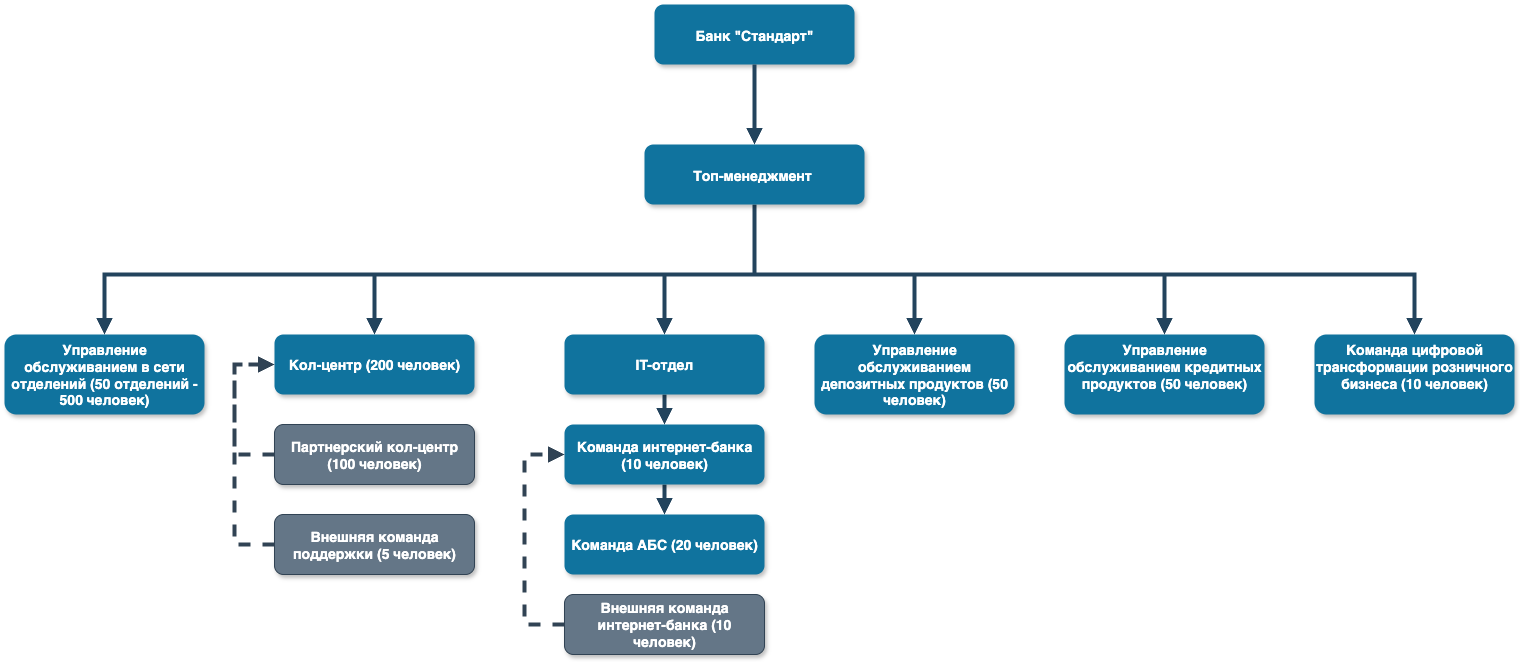 Банк "Стандарт"
Топ-менеджмент
Управление
обслуживанием в сети
отделений (50 отделений -
500 человек)
Кол-центр (200 человек)
IT-отдел
Управление
обслуживанием
депозитных продуктов (50
человек)
Управление
обслуживанием кредитных
продуктов (50 человек)
Команда цифровой
трансформации розничного
бизнеса (10 человек)
Партнерский кол-центр
(100 человек)
Команда интернет-банка
(10 человек)
Внешняя команда
поддержки (5 человек)
Команда АБС (20 человек)
Внешняя команда
интернет-банка (10
человек)